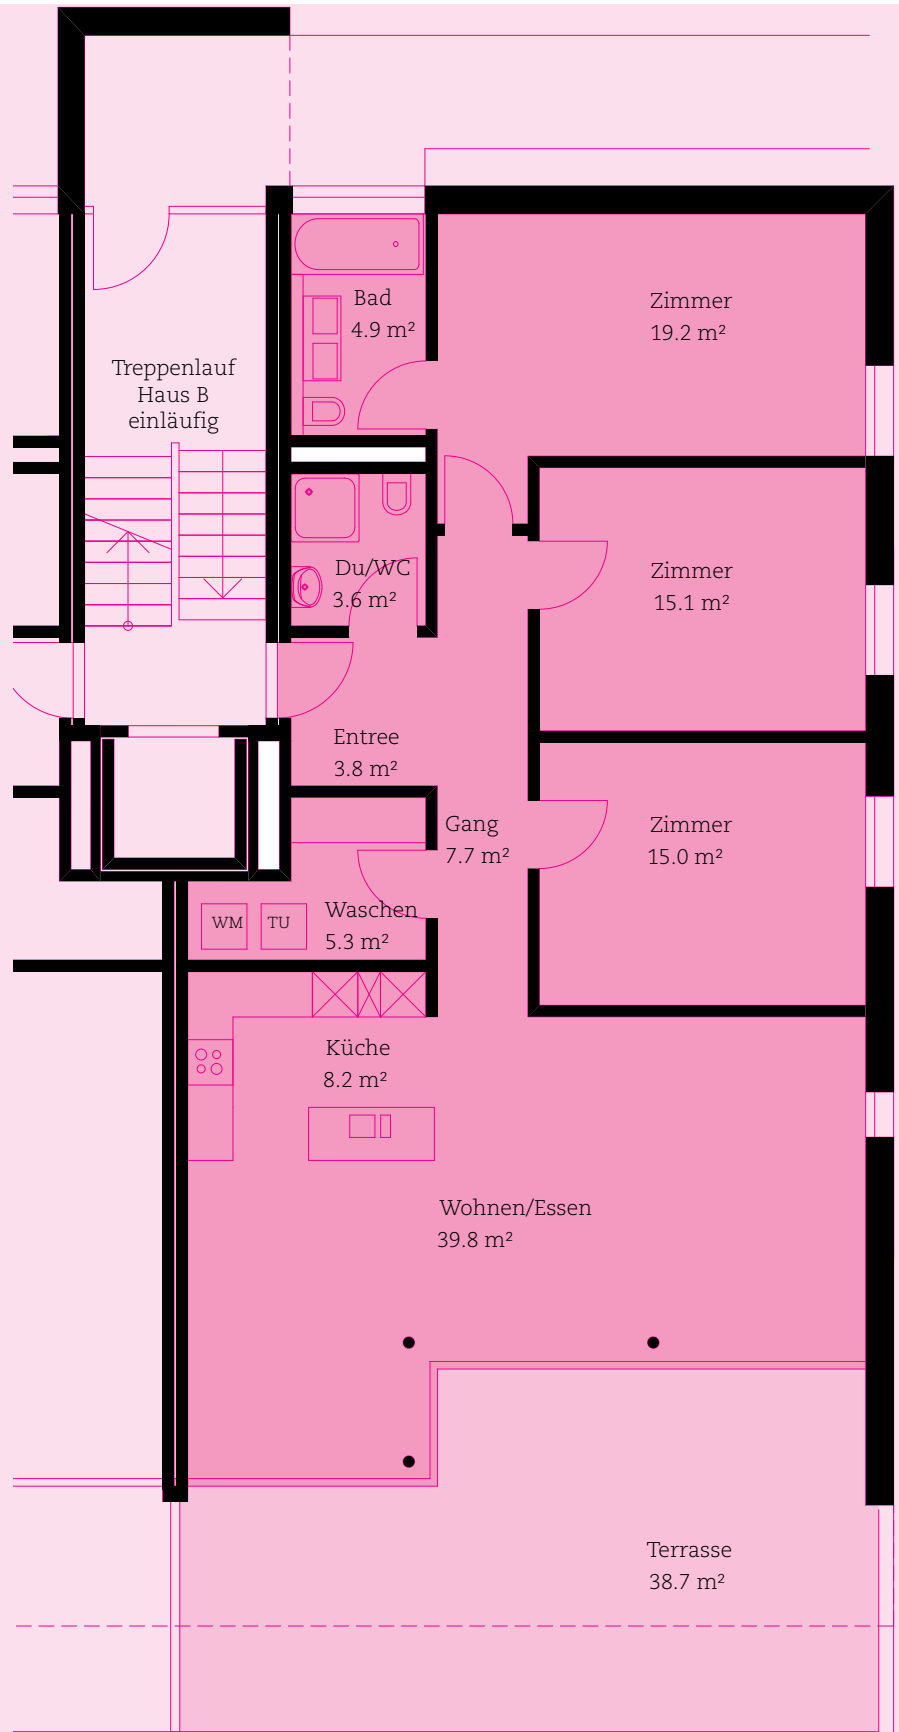 Bad
4.9 m²
Zimmer
19.2 m²
Treppenlauf
Haus B
einläufig
Du/WC
3.6 m²
Zimmer
15.1 m²
Entree
3.8 m²
Gang
7.7 m²
Zimmer
15.0 m²
Waschen
5.3 m²
WM
TU
Küche
8.2 m²
Wohnen/Essen
39.8 m²
Terrasse
38.7 m²